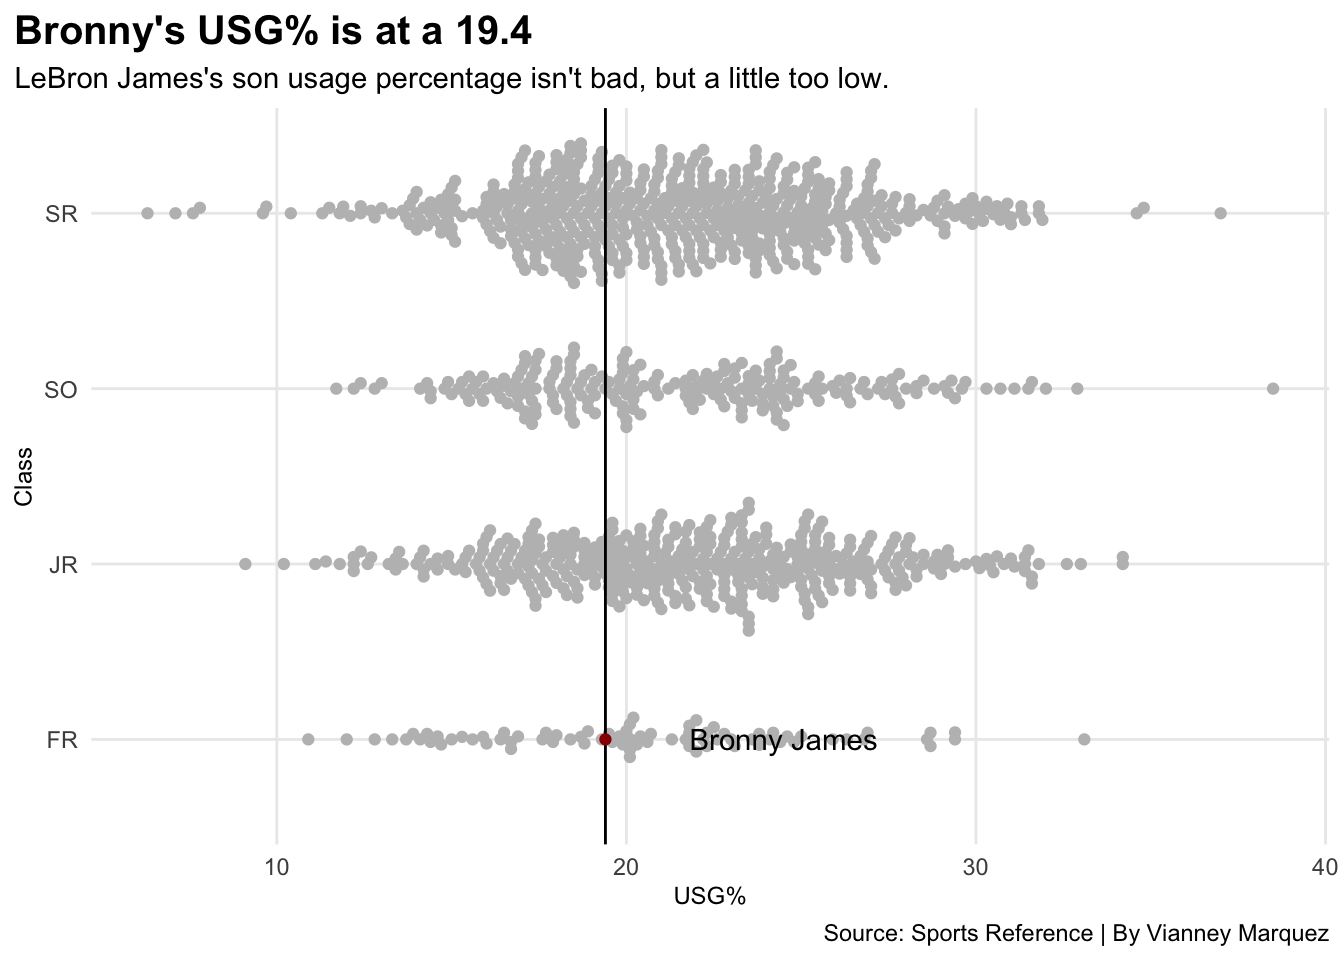 Bronny's USG% is at a 19.4
LeBron James's son usage percentage isn't bad, but a little too low.
SR
SO
Class
JR
FR
Bronny James
10 20 30 40
USG%
Source: Sports Reference | By Vianney Marquez